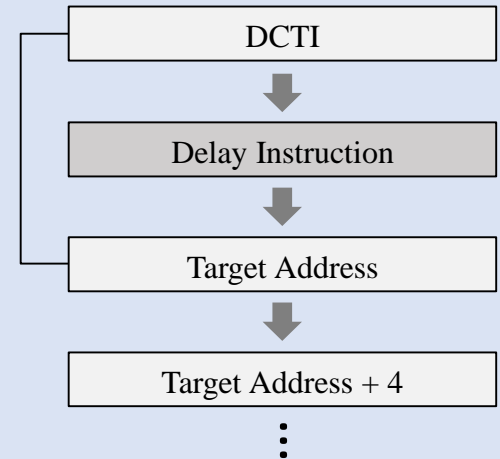 DCTI
Delay Instruction
Target Address
Target Address + 4